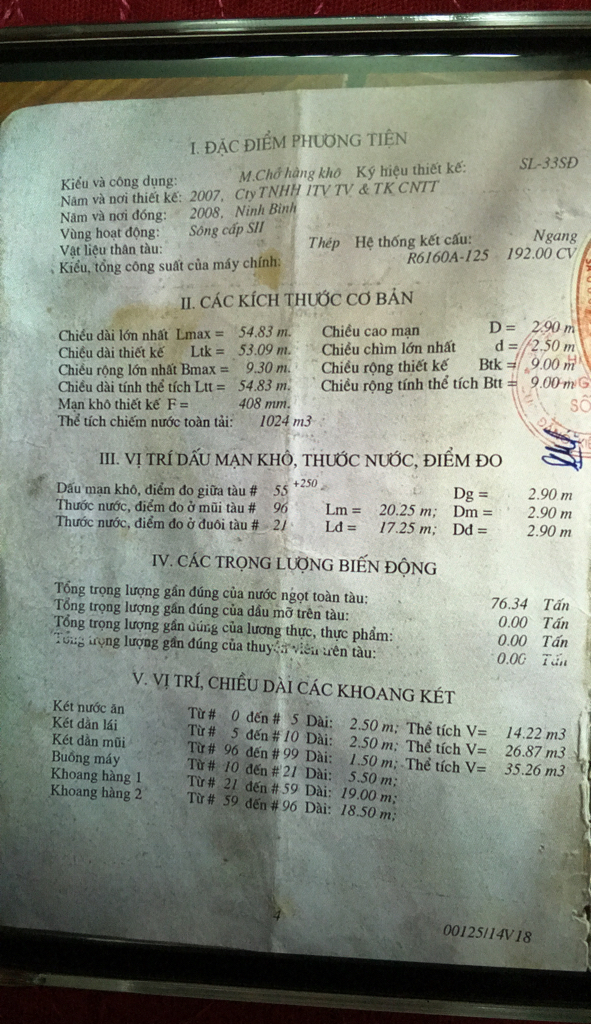 I. ĐẶC ĐIỂM PHƯƠNG TIỆN
Kiểu và công dụng: M.Chở hàng khô Ký hiệu thiết kế: SL-33SĐ
Năm và nơi thiết kế: 2007, Cty TNHH ITV TV & TK CNTT
Năm và nơi đóng: 2008, Ninh Bình
Vùng hoạt động: Sông cấp SII
Vật liệu thân tàu: Thép Hệ thống kết cấu: Ngang
Kiểu, tổng công suất của máy chính: R6160A-125 192.00 CV
II. CÁC KÍCH THƯỚC CƠ BẢN
Chiều dài lớn nhất Lmax = 54.83 m. Chiều cao mạn D = 2.90 m
Chiều dài thiết kế Ltk = 53.09 m. Chiều chìm lớn nhất d = 2.50 m
Chiều rộng lớn nhất Bmax = 9.30 m. Chiều rộng thiết kế Btk = 9.00 m
Chiều dài tính thể tích Ltt = 54.83 m. Chiều rộng tính thể tích Btt = 9.00 m
Mạn khô thiết kế F = 408 mm.
Thể tích chiếm nước toàn tải: 1024 m3
SỐ
III. VỊ TRÍ DẤU MẠN KHÔ, THƯỚC NƯỚC, ĐIỂM ĐO
Dấu mạn khô, điểm đo giữa tàu # 55 +250 Dg = 2.90 m
Thước nước, điểm đo ở mũi tàu # 96 Lm = 20.25 m; Dm = 2.90 m
Thước nước, điểm đo ở đuôi tàu # 21 Lđ = 17.25 m; Dđ = 2.90 m
IV. CÁC TRỌNG LƯỢNG BIẾN ĐỘNG
Tổng trọng lượng gần đúng của nước ngọt toàn tàu: 76.34 Tấn
Tổng trọng lượng gần đúng của dầu mỡ trên tàu: 0.00 Tấn
Tổng trọng lượng gần đúng của lương thực, thực phẩm: 0.00 Tấn
Tổng trọng lượng gần đúng của thuyền viên trên tàu: 0.00 Tấn
V. VỊ TRÍ, CHIỀU DÀI CÁC KHOANG KÉT
Két nước ăn Từ # 0 đến # 5 Dài: 2.50 m; Thể tích V= 14.22 m3
Két dằn lái Từ # 5 đến # 10 Dài: 2.50 m; Thể tích V= 26.87 m3
Két dằn mũi Từ # 96 đến # 99 Dài: 1.50 m; Thể tích V= 35.26 m3
Buồng máy Từ # 10 đến # 21 Dài: 5.50 m;
Khoang hàng 1 Từ # 21 đến # 59 Dài: 19.00 m;
Khoang hàng 2 Từ # 59 đến # 96 Dài: 18.50 m;
4
00125/14V18